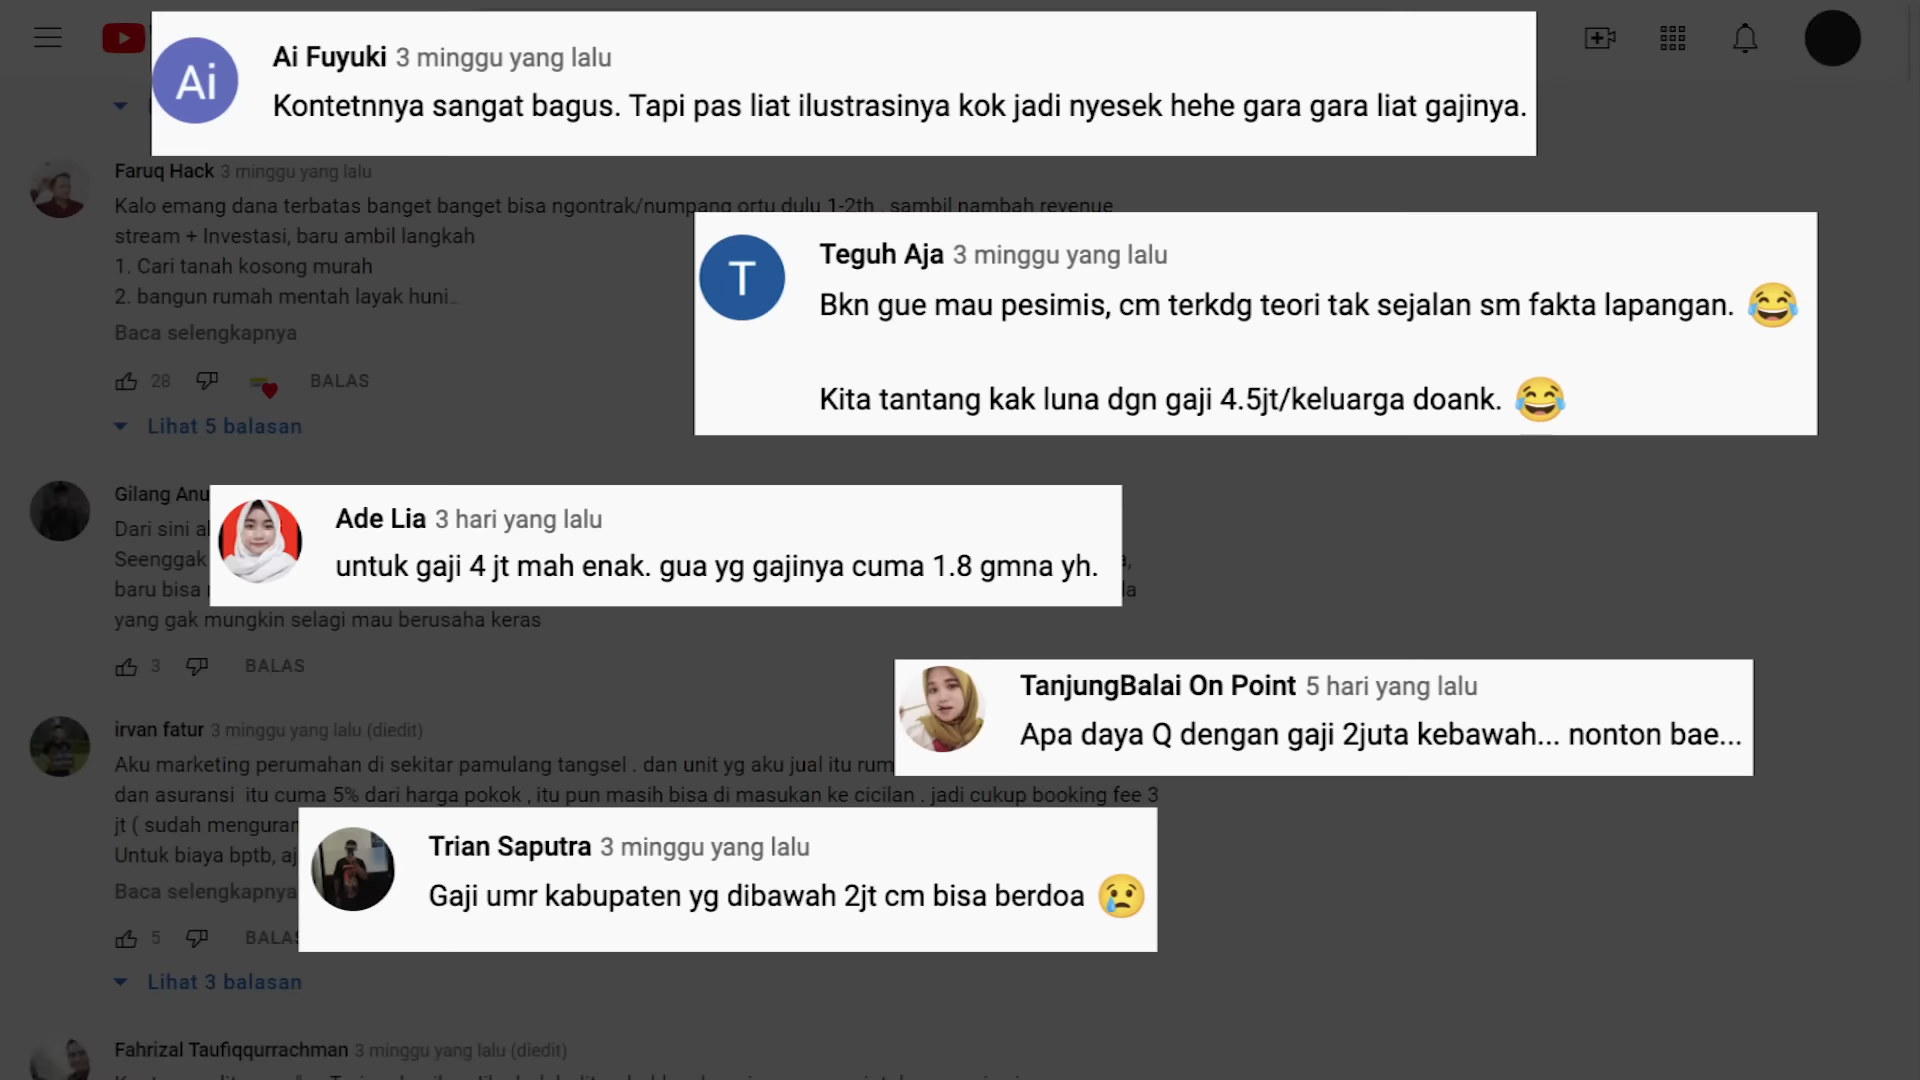 Ai
Ai Fuyuki 3 minggu yang lalu
Kontetnnya sangat bagus. Tapi pas liat ilustrasinya kok jadi nyesek hehe gara gara liat gajinya.
Faruq Hack 3 minggu yang lalu
Kalo emang dana terbatas banget banget bisa ngontrak/numpang ortu dulu 1-2th , sambil nambah revenue
stream + Investasi, baru ambil langkah
1. Cari tanah kosong murah
2. bangun rumah mentah layak huni...
Baca selengkapnya
28 BALAS
Lihat 5 balasan
T
Teguh Aja 3 minggu yang lalu
Bkn gue mau pesimis, cm terkdg teori tak sejalan sm fakta lapangan. 😂
Kita tantang kak luna dgn gaji 4.5jt/keluarga doank. 😂
Gilang Anu
Dari sini
Seenggak
baru bisa
yang gak mungkin selagi mau berusaha keras
3 BALAS
Ade Lia 3 hari yang lalu
untuk gaji 4 jt mah enak. gua yg gajinya cuma 1.8 gmna yh.
TanjungBalai On Point 5 hari yang lalu
Apa daya Q dengan gaji 2juta kebawah... nonton bae...
irvan fatur 3 minggu yang lalu (diedit)
Aku marketing perumahan di sekitar pamulang tangsel . dan unit yg aku jual itu rum
dan asuransi itu cuma 5% dari harga pokok , itu pun masih bisa di masukan ke cicilan . jadi cukup booking fee 3
jt ( sudah menguran
Untuk biaya bptb, aj
Baca selengkapnya
5 BALAS
Lihat 3 balasan
Trian Saputra 3 minggu yang lalu
Gaji umr kabupaten yg dibawah 2jt cm bisa berdoa 😢
Fahrizal Taufiqqurrachman 3 minggu yang lalu (diedit)